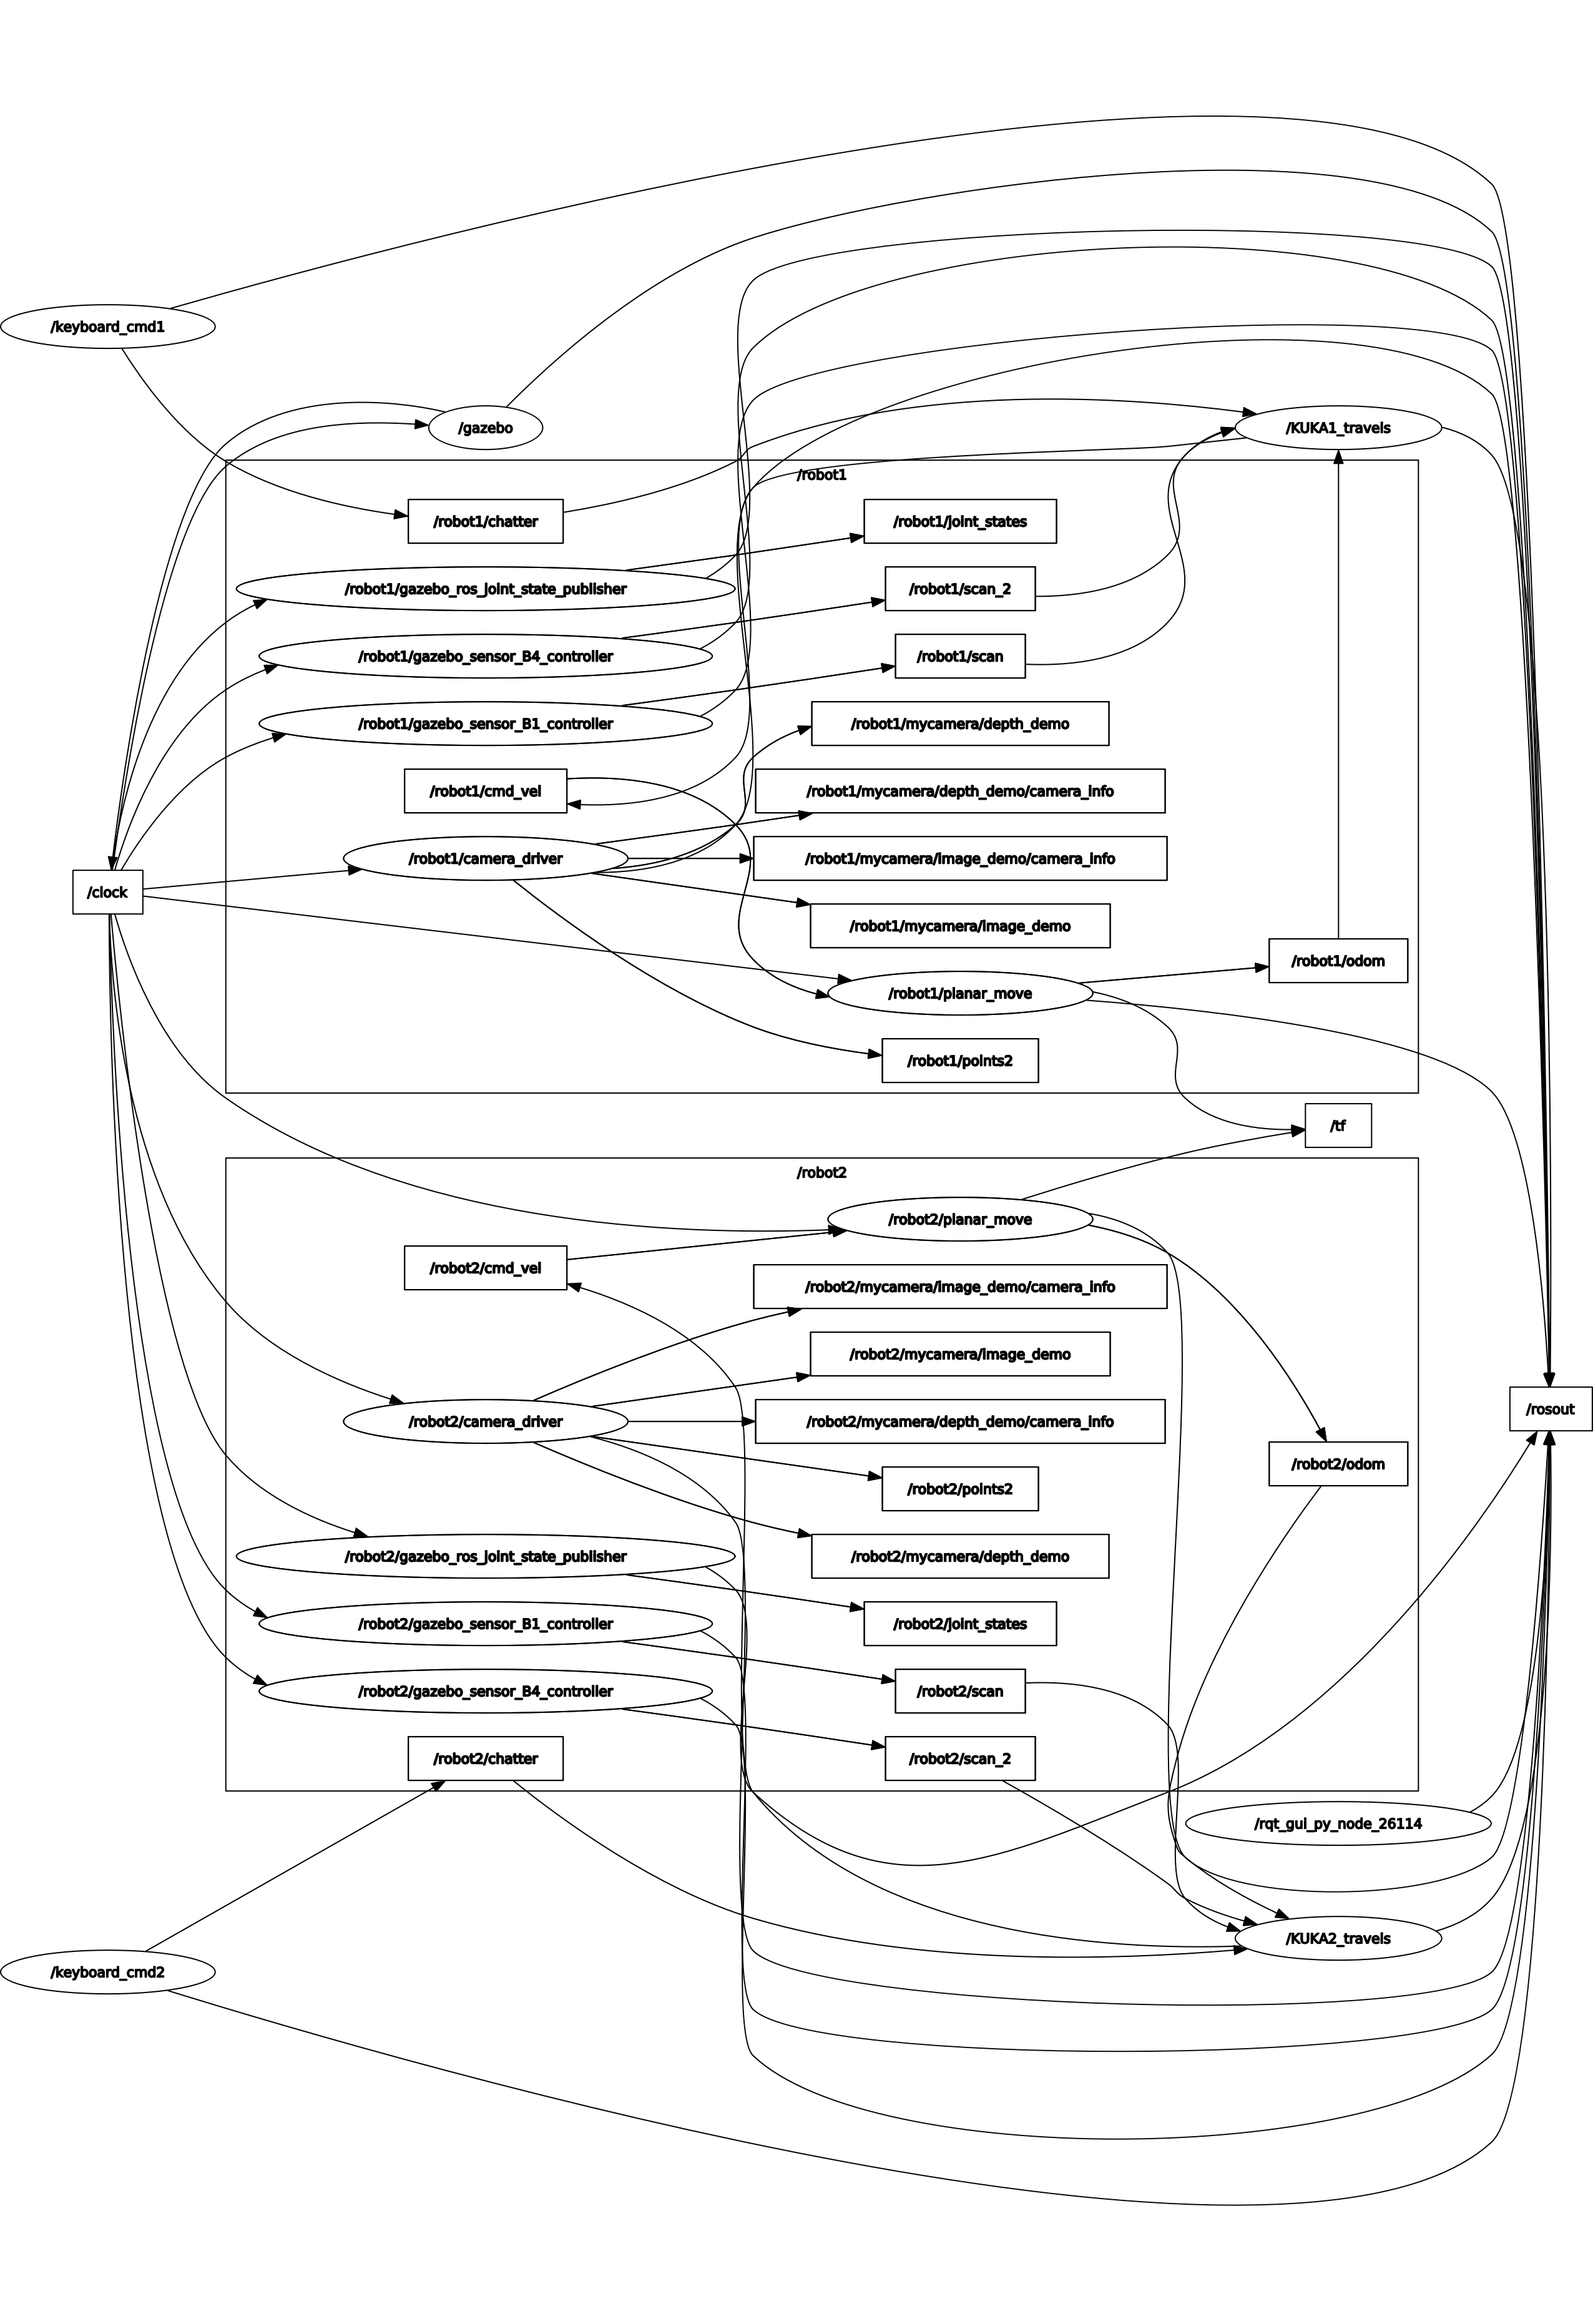 /keyboard_cmd1
/gazebo
/KUKA1_travels
/robot1
/robot1/chatter
/robot1/joint_states
/robot1/gazebo_ros_joint_state_publisher
/robot1/scan_2
/robot1/gazebo_sensor_B4_controller
/robot1/scan
/robot1/gazebo_sensor_B1_controller
/robot1/mycamera/depth_demo
/robot1/cmd_vel
/robot1/mycamera/depth_demo/camera_info
/robot1/camera_driver
/robot1/mycamera/image_demo/camera_info
/clock
/robot1/mycamera/image_demo
/robot1/odom
/robot1/planar_move
/robot1/points2
/tf
/robot2
/robot2/planar_move
/robot2/cmd_vel
/robot2/mycamera/image_demo/camera_info
/robot2/mycamera/image_demo
/rosout
/robot2/camera_driver
/robot2/mycamera/depth_demo/camera_info
/robot2/odom
/robot2/points2
/robot2/gazebo_ros_joint_state_publisher
/robot2/mycamera/depth_demo
/robot2/gazebo_sensor_B1_controller
/robot2/joint_states
/robot2/gazebo_sensor_B4_controller
/robot2/scan
/robot2/chatter
/robot2/scan_2
/rqt_gui_py_node_26114
/KUKA2_travels
/keyboard_cmd2